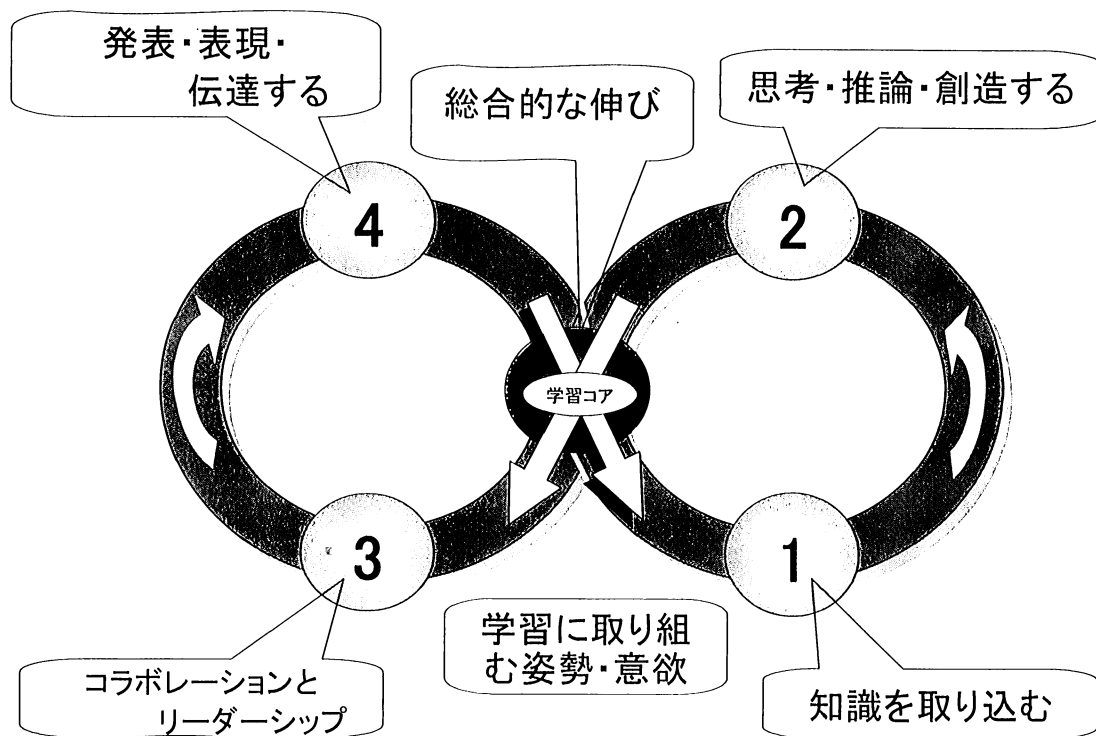 発表・表現・
伝達する
総合的な伸び
思考・推論・創造する
4
2
学習コア
3
1
学習に取り組
む姿勢・意欲
コラボレーションと
リーダーシップ
知識を取り込む